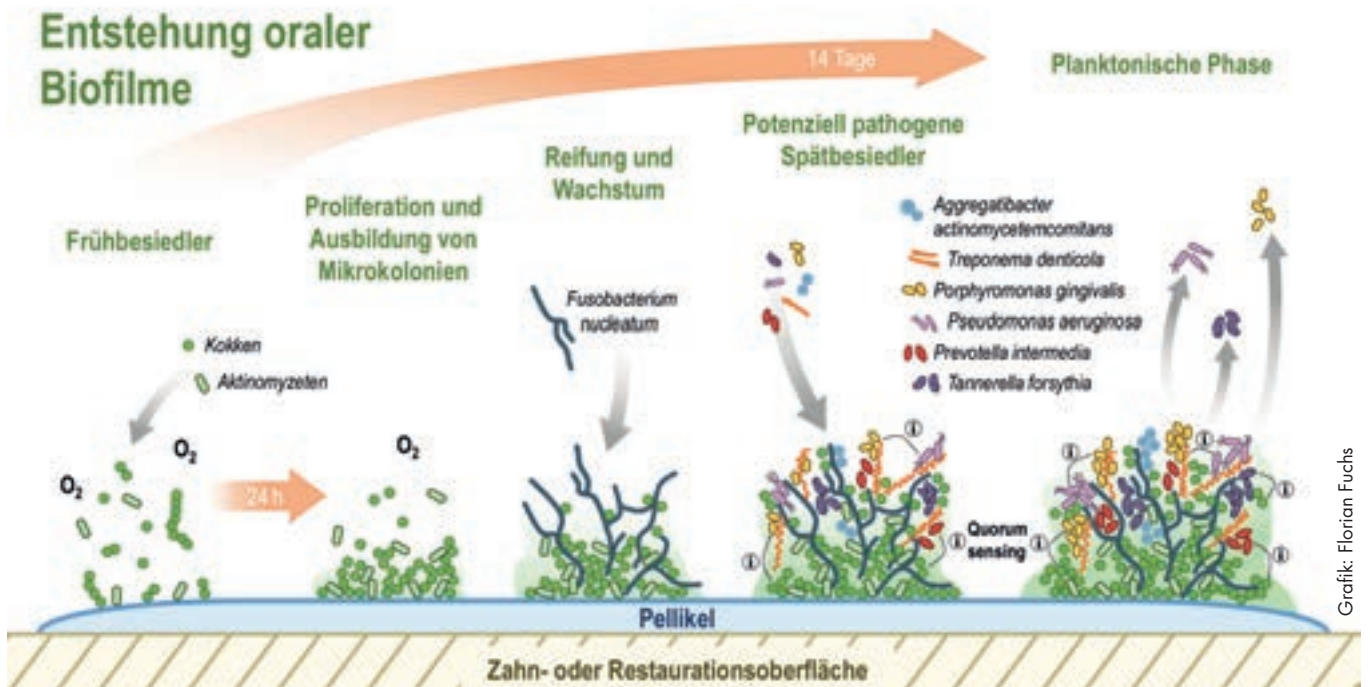 Entstehung oraler
Biofilme
14 Tage
Planktonische Phase
Potenziell pathogene
Spätbesiedler
Reifung und
Wachstum
Proliferation und
Ausbildung von
Mikrokolonien
Frühbesiedler
Aggregatibacter
actinomycetemcomitans
Treponema denticola
Porphyromonas gingivalis
Pseudomonas aeruginosa
Prevotella intermedia
Tannerella forsythia
Fusobacterium
nucleatum
Kokken
Aktinomyzeten
O₂
O₂
24 h
O₂
i
i
Quorum
sensing
i
i
i
i
i
i
Pellikel
Zahn- oder Restaurationsoberfläche
Grafik: Florian Fuchs